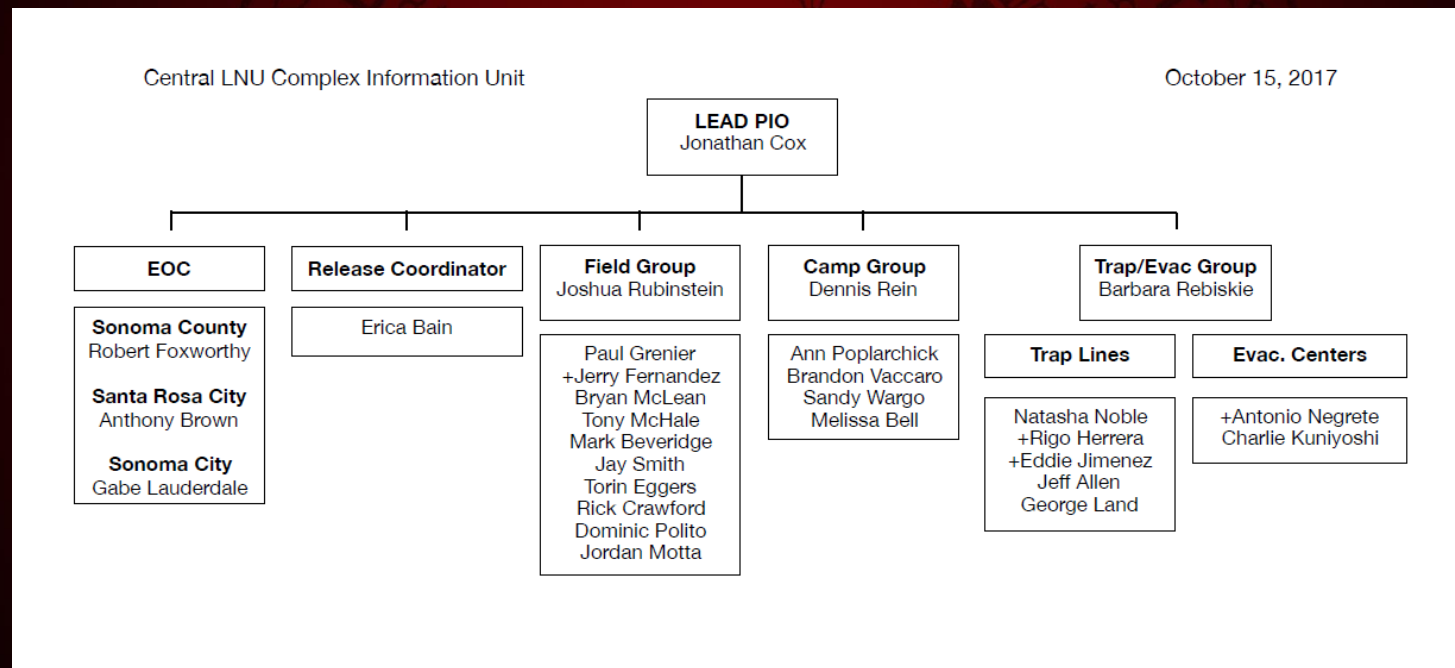 Central LNU Complex Information Unit
October 15, 2017
LEAD PIO
Jonathan Cox
EOC
Sonoma County
Robert Foxworthy
Santa Rosa City
Anthony Brown
Sonoma City
Gabe Lauderdale
Release Coordinator
Erica Bain
Field Group
Joshua Rubinstein
Paul Grenier
+Jerry Fernandez
Bryan McLean
Tony McHale
Mark Beveridge
Jay Smith
Torin Eggers
Rick Crawford
Dominic Polito
Jordan Motta
Camp Group
Dennis Rein
Ann Poplarchick
Brandon Vaccaro
Sandy Wargo
Melissa Bell
Trap/Evac Group
Barbara Rebiskie
Trap Lines
Natasha Noble
+Rigo Herrera
+Eddie Jimenez
Jeff Allen
George Land
Evac. Centers
+Antonio Negrete
Charlie Kuniyoshi